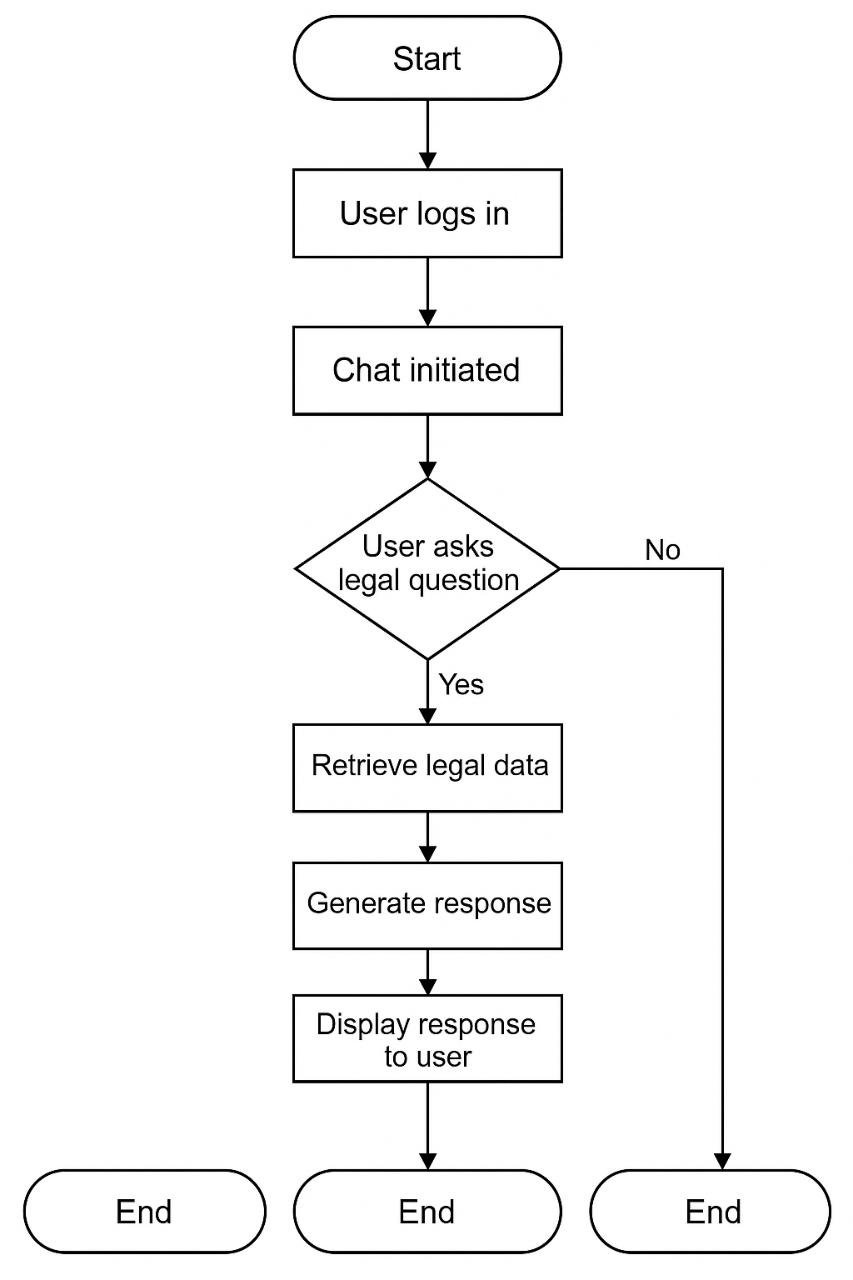 Start
User logs in
Chat initiated
User asks
legal question
No
Yes
Retrieve legal data
Generate response
Display response
to user
End
End
End